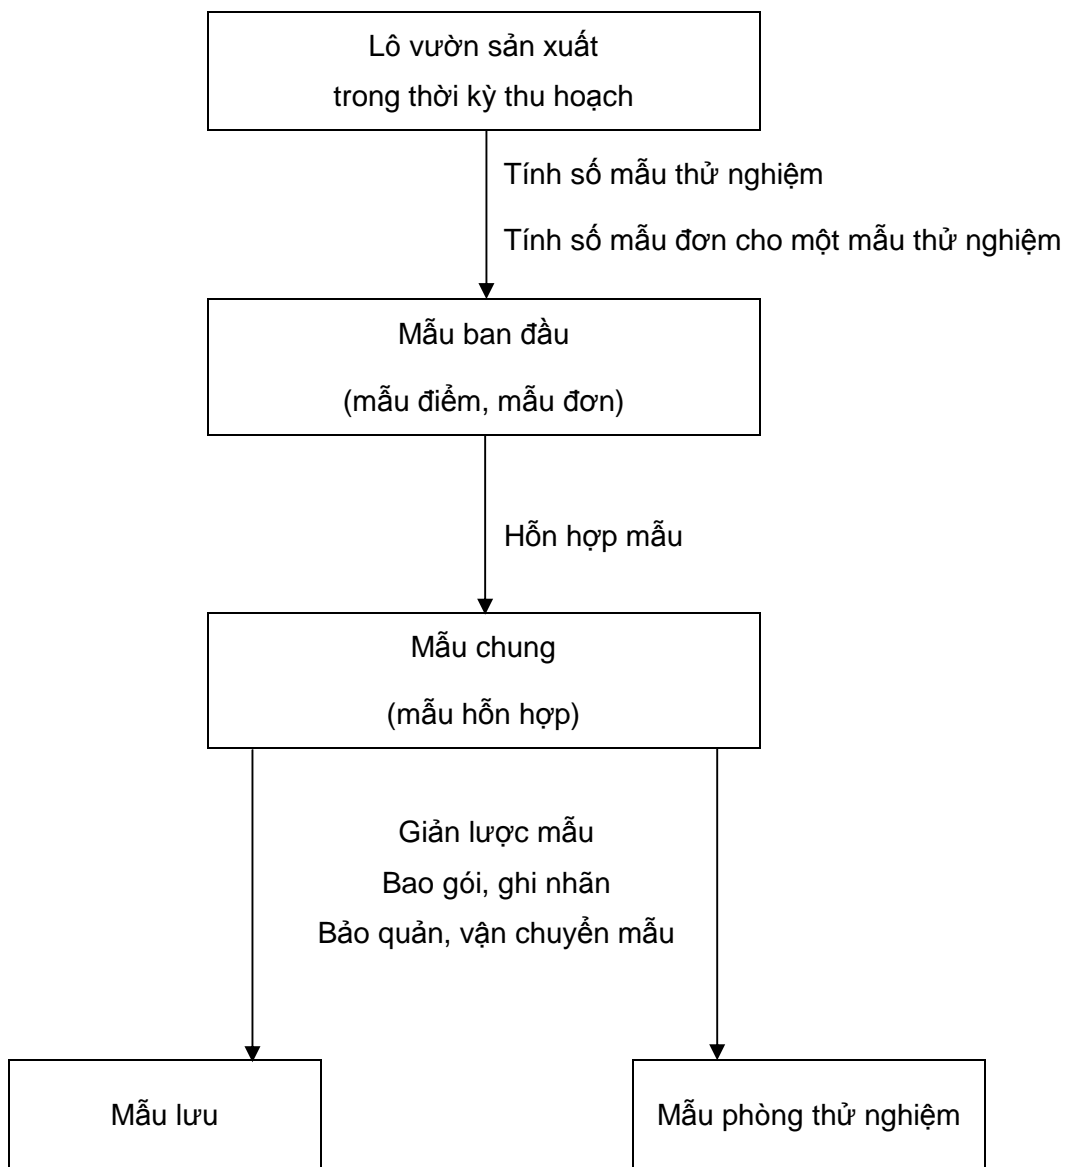 Lô vườn sản xuất
trong thời kỳ thu hoạch
Tính số mẫu thử nghiệm
Tính số mẫu đơn cho một mẫu thử nghiệm
Mẫu ban đầu
(mẫu điểm, mẫu đơn)
Hỗn hợp mẫu
Mẫu chung
(mẫu hỗn hợp)
Giản lược mẫu
Bao gói, ghi nhãn
Bảo quản, vận chuyển mẫu
Mẫu lưu
Mẫu phòng thử nghiệm